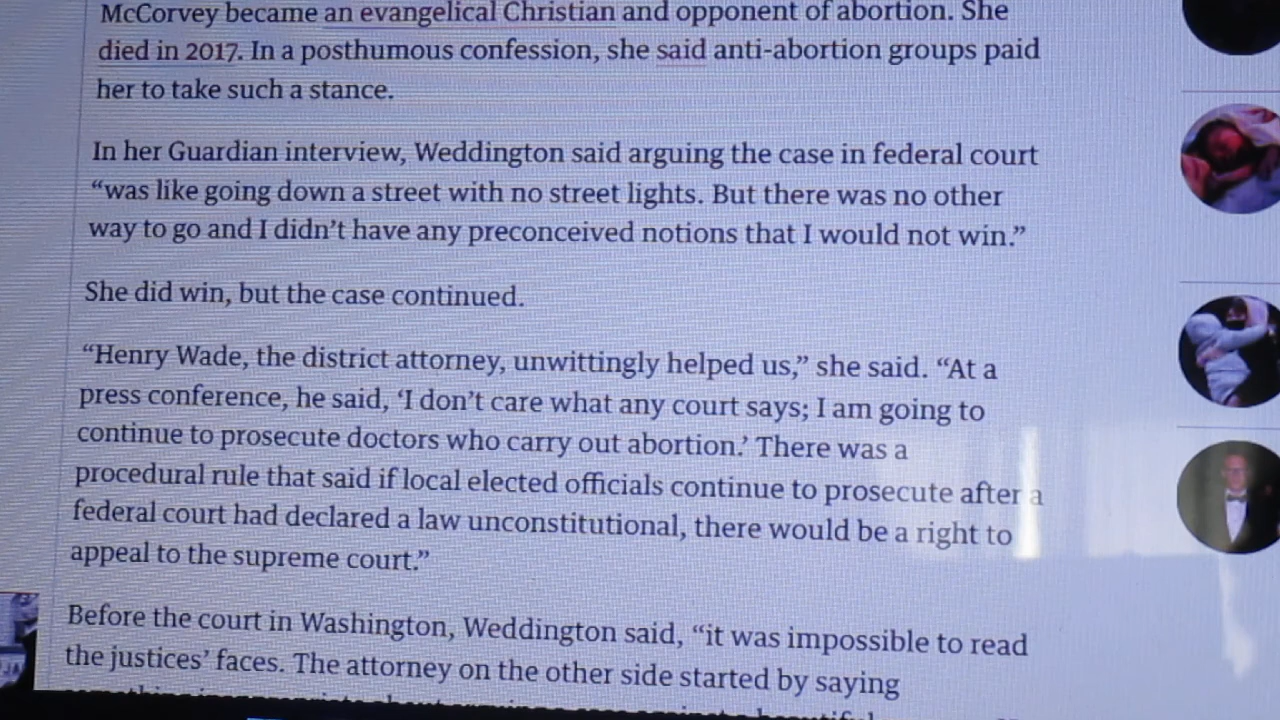 McCorvey became an evangelical Christian and opponent of abortion. She
died in 2017. In a posthumous confession, she said anti-abortion groups paid
her to take such a stance.
In her Guardian interview, Weddington said arguing the case in federal court
“was like going down a street with no street lights. But there was no other
way to go and I didn’t have any preconceived notions that I would not win.”
She did win, but the case continued.
“Henry Wade, the district attorney, unwittingly helped us,” she said. “At a
press conference, he said, ‘I don’t care what any court says; I am going to
continue to prosecute doctors who carry out abortion.’ There was a
procedural rule that said if local elected officials continue to prosecute after a
federal court had declared a law unconstitutional, there would be a right to
appeal to the supreme court.”
Before the court in Washington, Weddington said, “it was impossible to read
the justices’ faces. The attorney on the other side started by saying